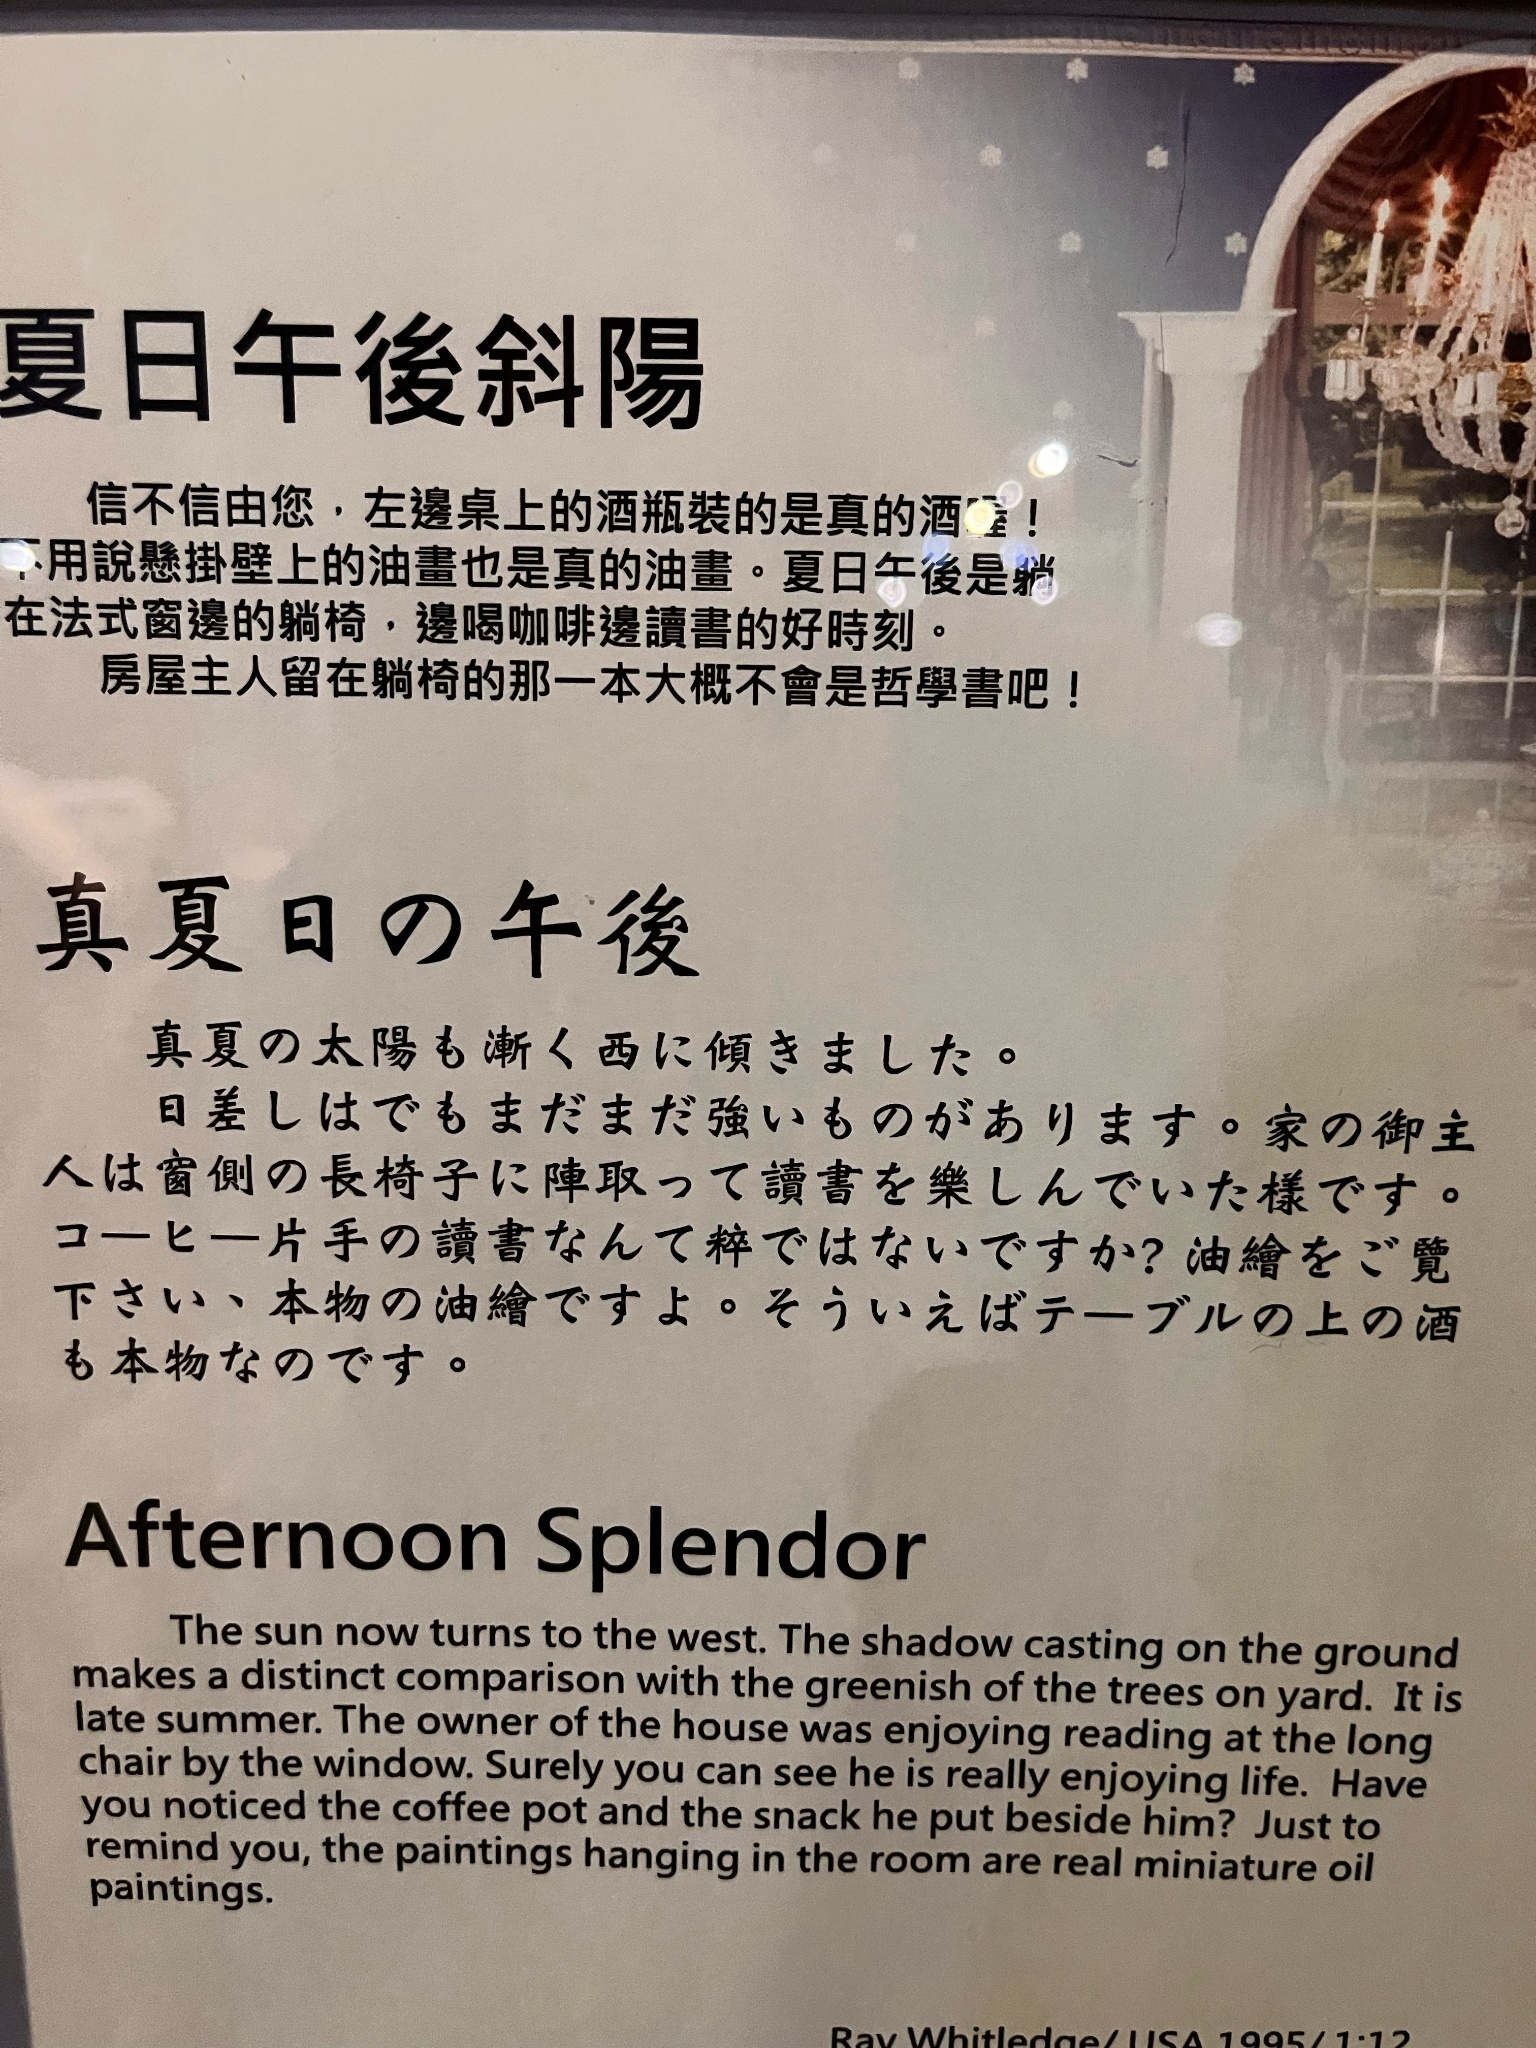 夏日午後斜陽
信不信由您，左邊桌上的酒瓶裝的是真的酒喔！
不用說懸掛壁上的油畫也是真的油畫。夏日午後是躺
在法式窗邊的躺椅，邊喝咖啡邊讀書的好時刻。
房屋主人留在躺椅的那一本大概不會是哲學書吧！
真夏日の午後
真夏の太陽も漸く西に傾きました。
日差しはでもまだまだ強いものがあります。家の御主
人は窗側の長椅子に陣取って讀書を樂しんでいた樣です。
コーヒー片手の讀書なんて粹ではないですか? 油繪をご覽
下さい、本物の油繪ですよ。そういえばテーブルの上の酒
も本物なのです。
Afternoon Splendor
The sun now turns to the west. The shadow casting on the ground
makes a distinct comparison with the greenish of the trees on yard. It is
late summer. The owner of the house was enjoying reading at the long
chair by the window. Surely you can see he is really enjoying life. Have
you noticed the coffee pot and the snack he put beside him? Just to
remind you, the paintings hanging in the room are real miniature oil
paintings.
Ray Whitledge/ USA 1995/ 1:12